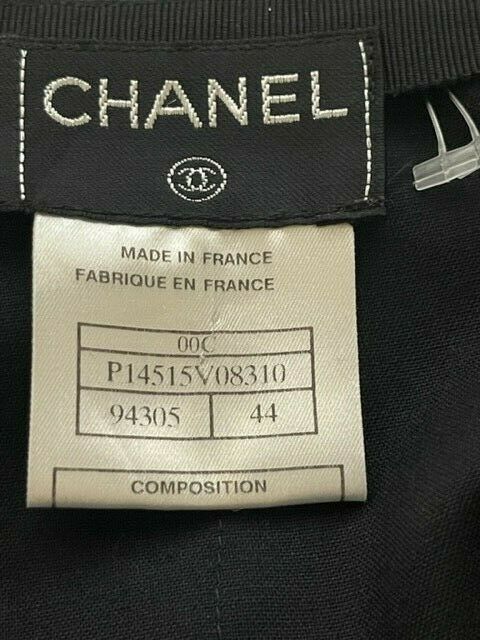 CHANEL
MADE IN FRANCE
FABRIQUE EN FRANCE
00C
P14515V08310
94305 44
COMPOSITION